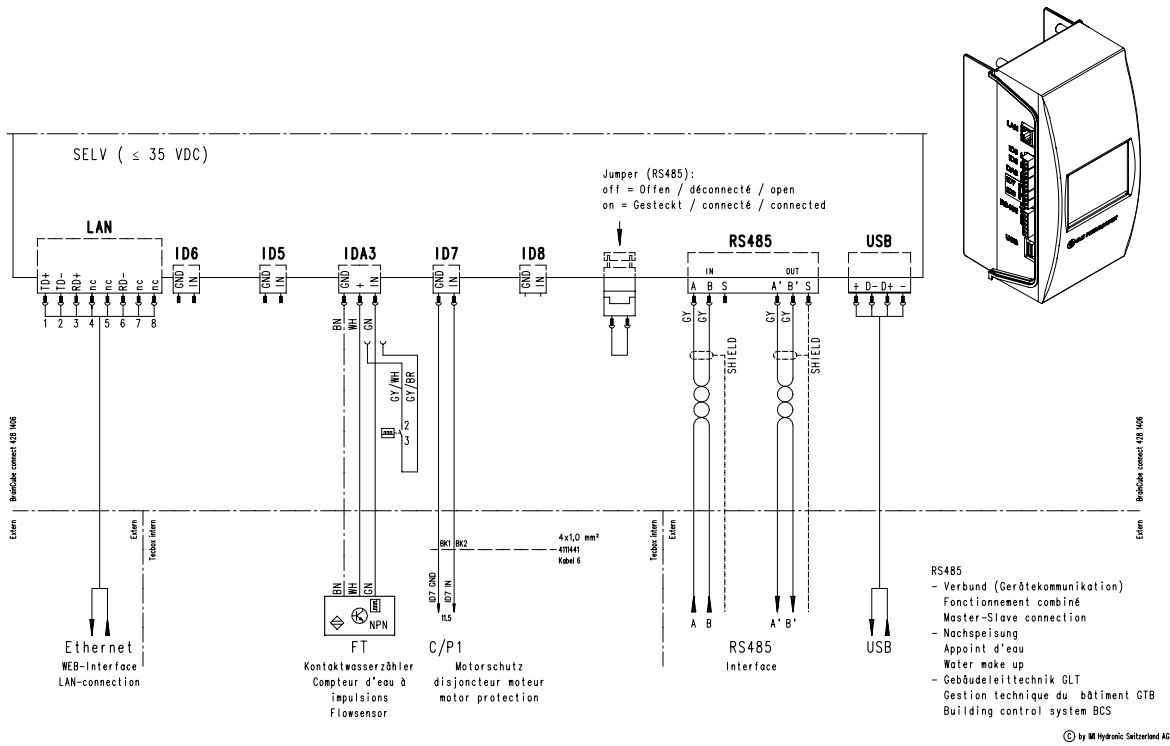 SELV ( ≤ 35 VDC)
Jumper (RS485):
off = Offen / déconnecté / open
on = Gesteckt / connecté / connected
LAN
ID6
ID5
IDA3
ID7
ID8
RS485
USB
TD+ TD- RD+ nc nc RD- nc nc
GND IN
GND IN
GND + IN
GND IN
GND IN
IN OUT
A B S A' B' S
+ D- D+ -
1 2 3 4 5 6 7 8
BN WH GN
GY GY GY GY
SHIELD SHIELD
GY/WH GY/BR
2
3
BrainCube connect 428 1406
BrainCube connect 428 1406
Extern
Extern
Tecbox intern
Tecbox intern
Extern
Extern
BK1 BK2
4x1,0 mm²
4111441
Kabel 6
ID7 GND ID7 IN
11.5
BN WH GN
NPN
A B A' B'
Ethernet
WEB-Interface
LAN-connection
FT
Kontaktwasserzähler
Compteur d'eau à
impulsions
Flowsensor
C/P1
Motorschutz
disjoncteur moteur
motor protection
RS485
Interface
USB
RS485
- Verbund (Gerätekommunikation)
Fonctionnement combiné
Master-Slave connection
- Nachspeisung
Appoint d'eau
Water make up
- Gebäudeleittechnik GLT
Gestion technique du bâtiment GTB
Building control system BCS
© by IMI Hydronic Switzerland AG
LAN
RS485
USB